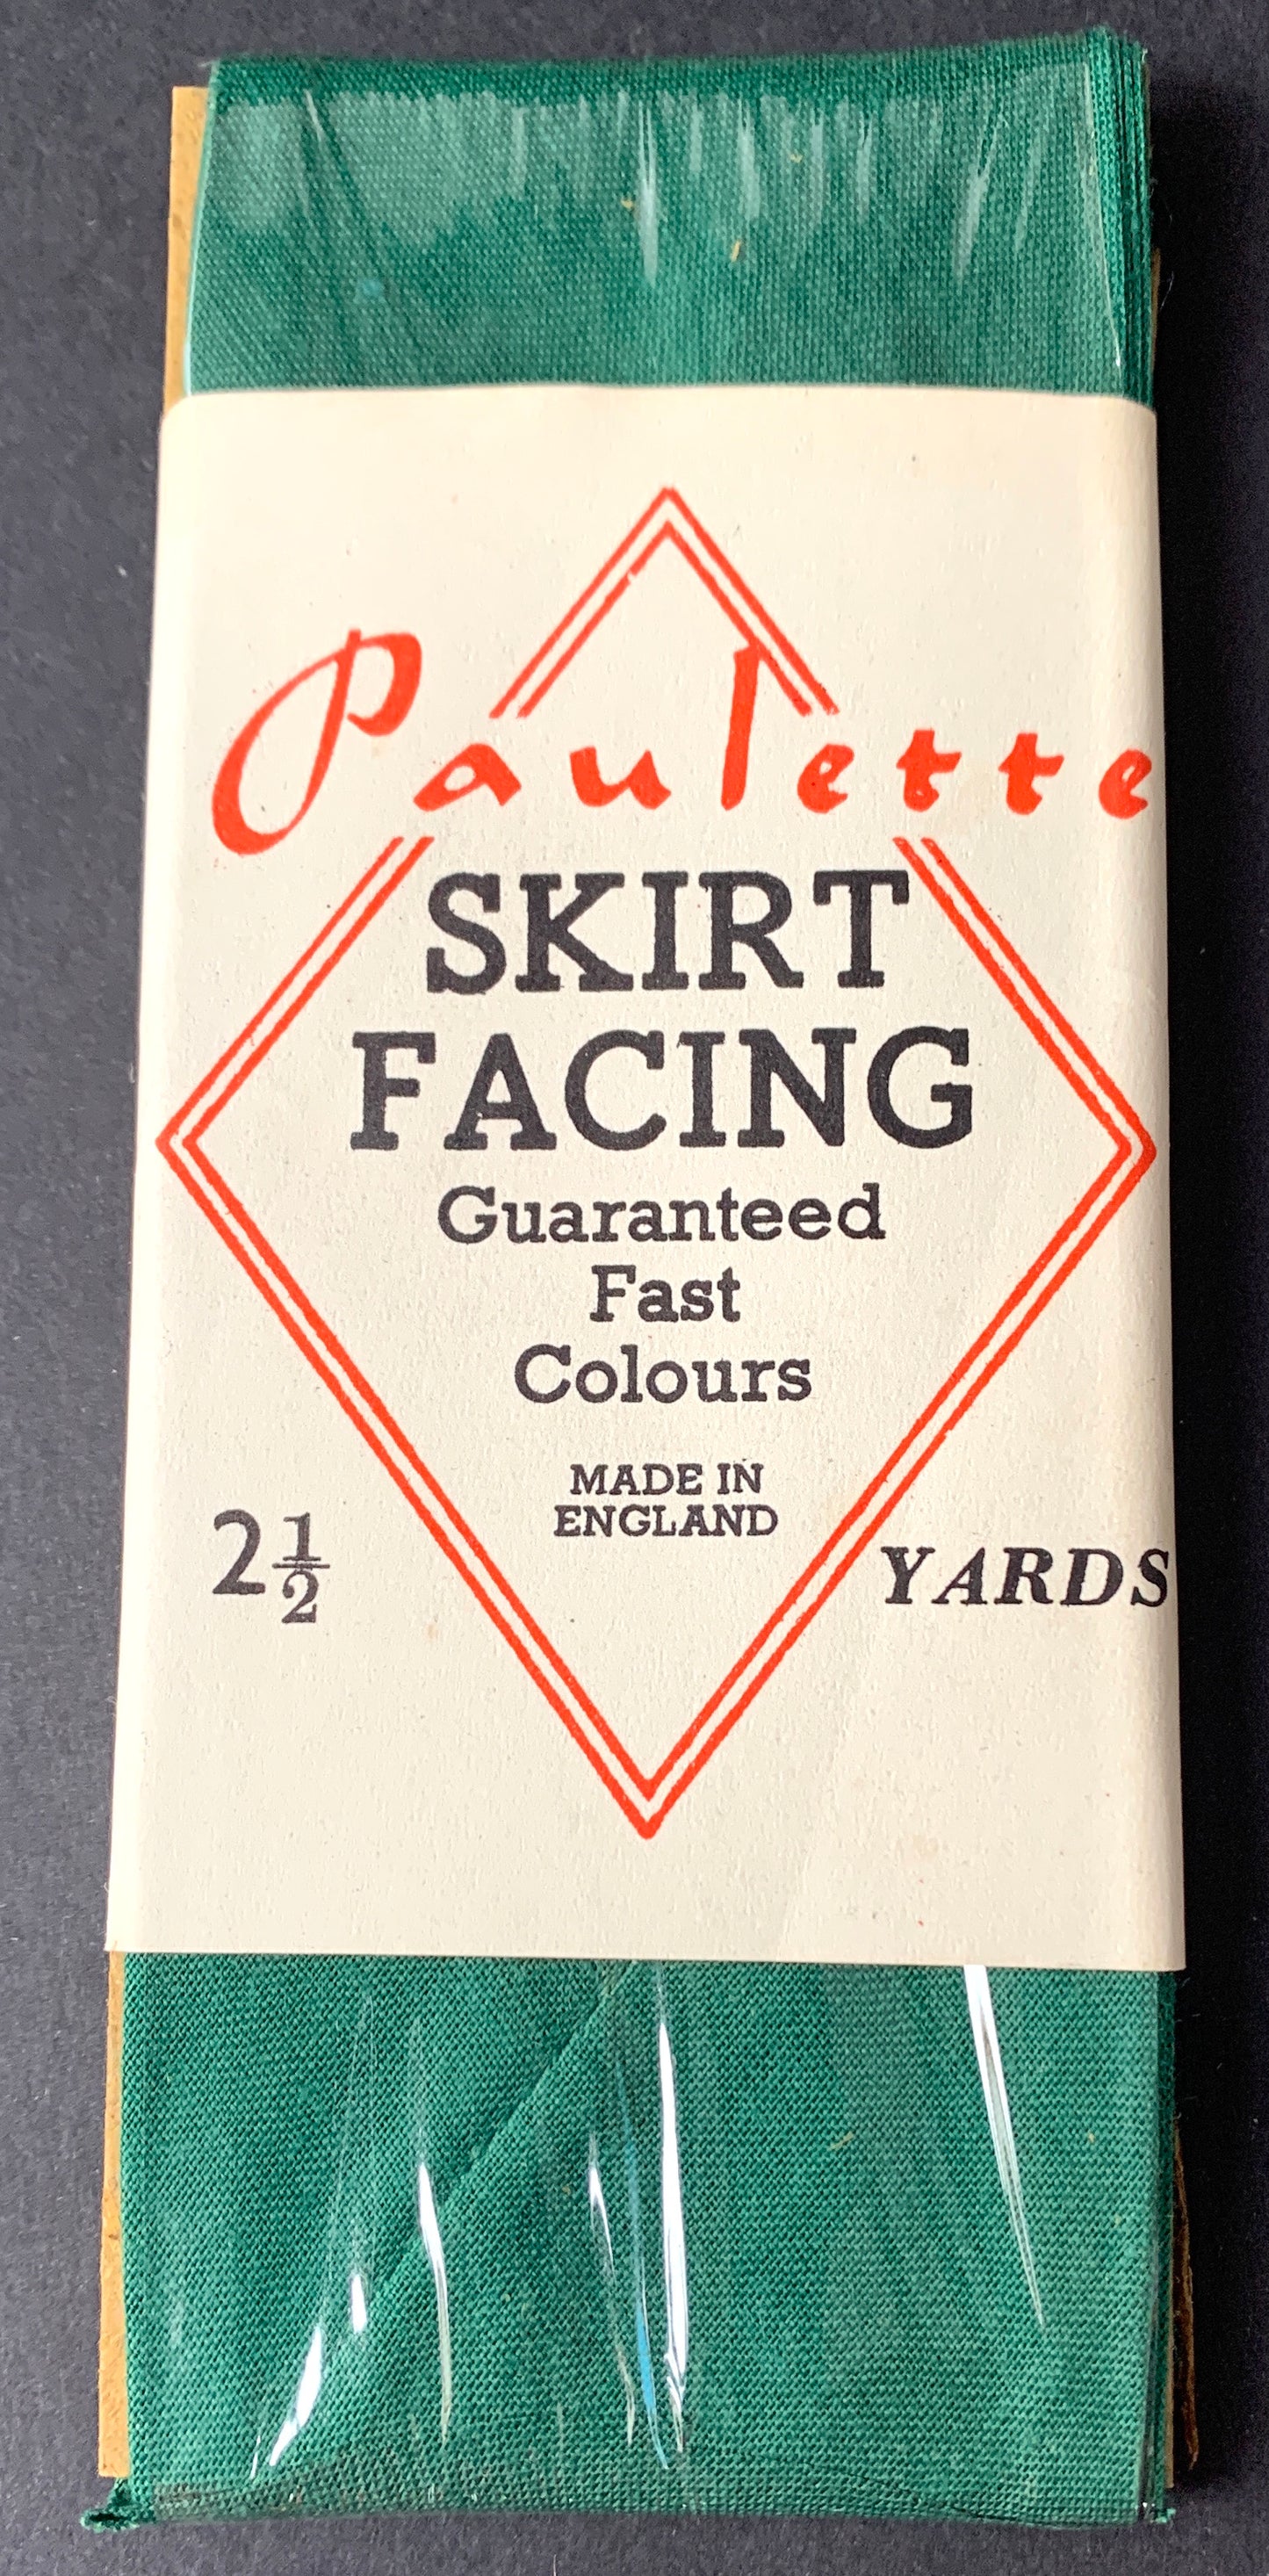 Paulette
SKIRT
FACING
Guaranteed
Fast
Colours
MADE IN
ENGLAND
2½ YARDS